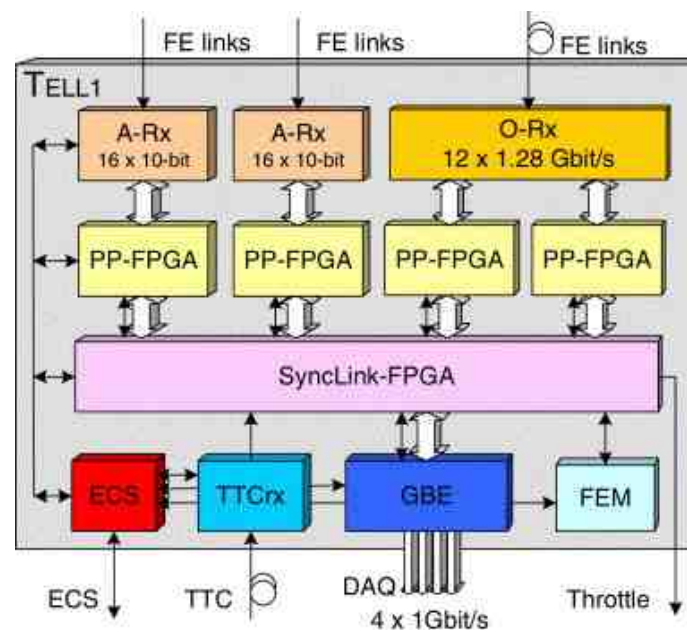 FE links
FE links
FE links
TELL1
A-Rx
16 x 10-bit
A-Rx
16 x 10-bit
O-Rx
12 x 1.28 Gbit/s
PP-FPGA
PP-FPGA
PP-FPGA
PP-FPGA
SyncLink-FPGA
ECS
TTCrx
GBE
FEM
ECS
TTC
DAQ
4 x 1Gbit/s
Throttle